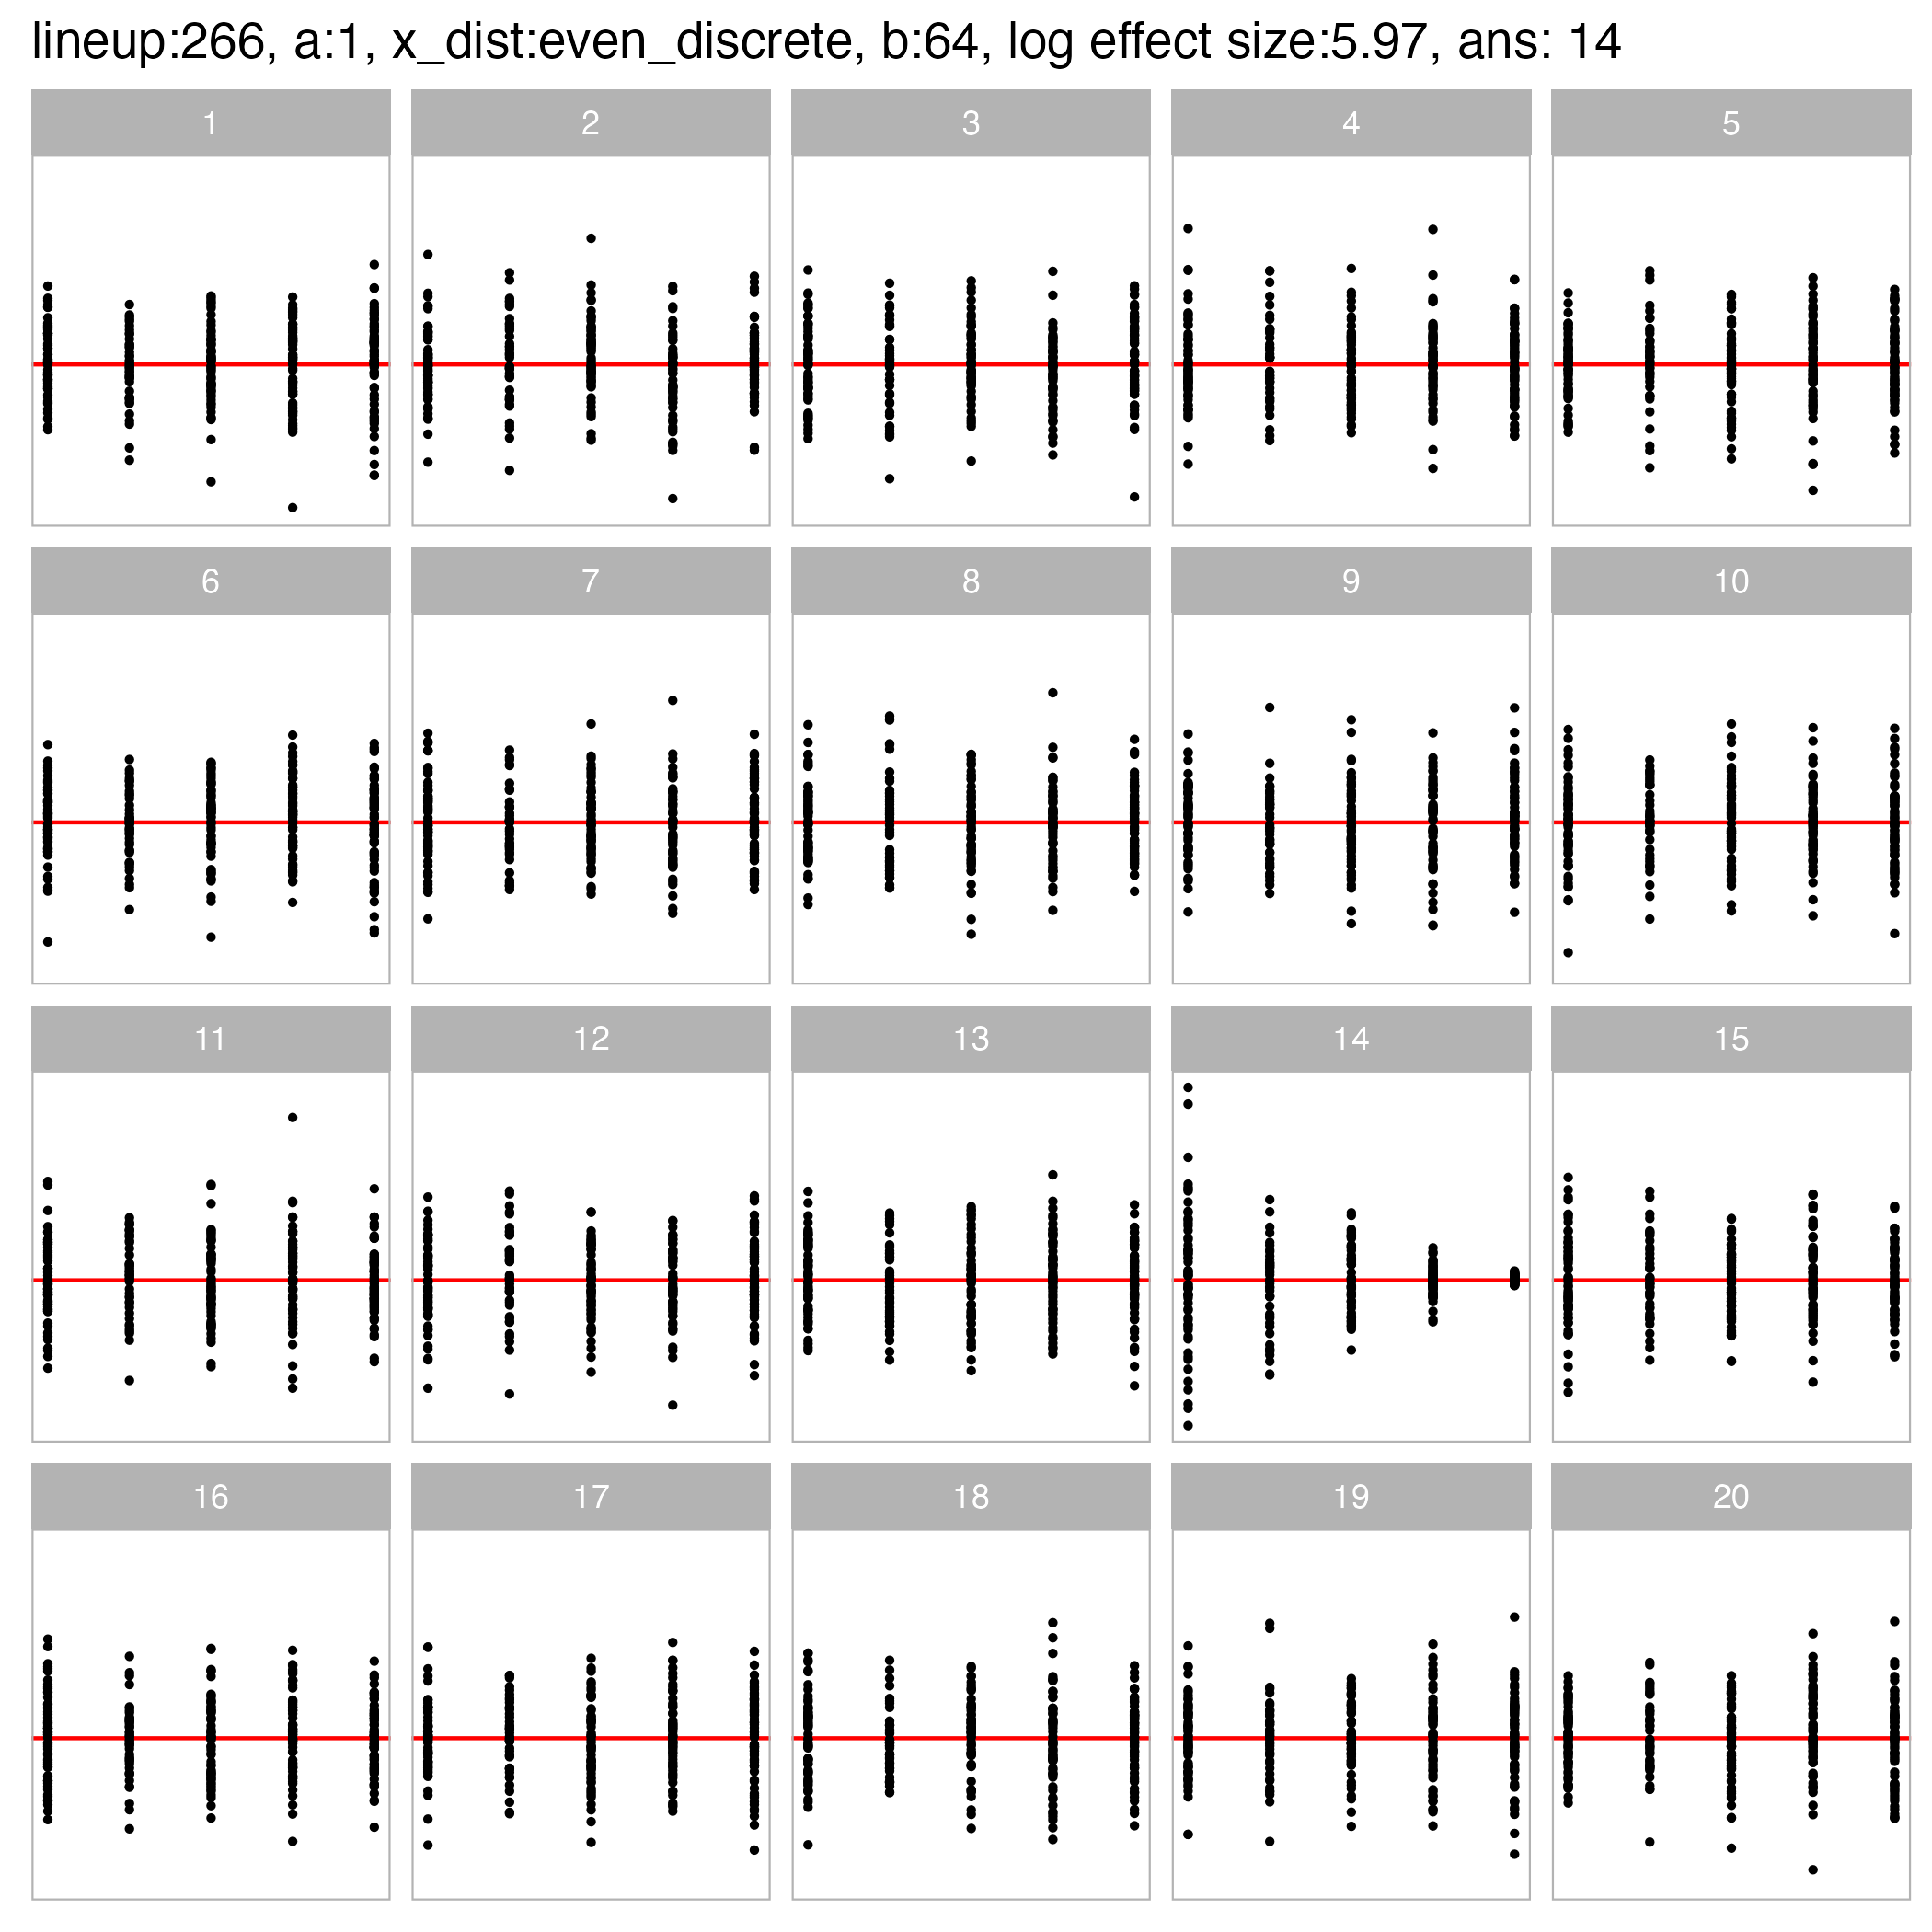 lineup:266, a:1, x_dist:even_discrete, b:64, log effect size:5.97, ans: 14
1 2 3 4 5
6 7 8 9 10
11 12 13 14 15
16 17 18 19 20